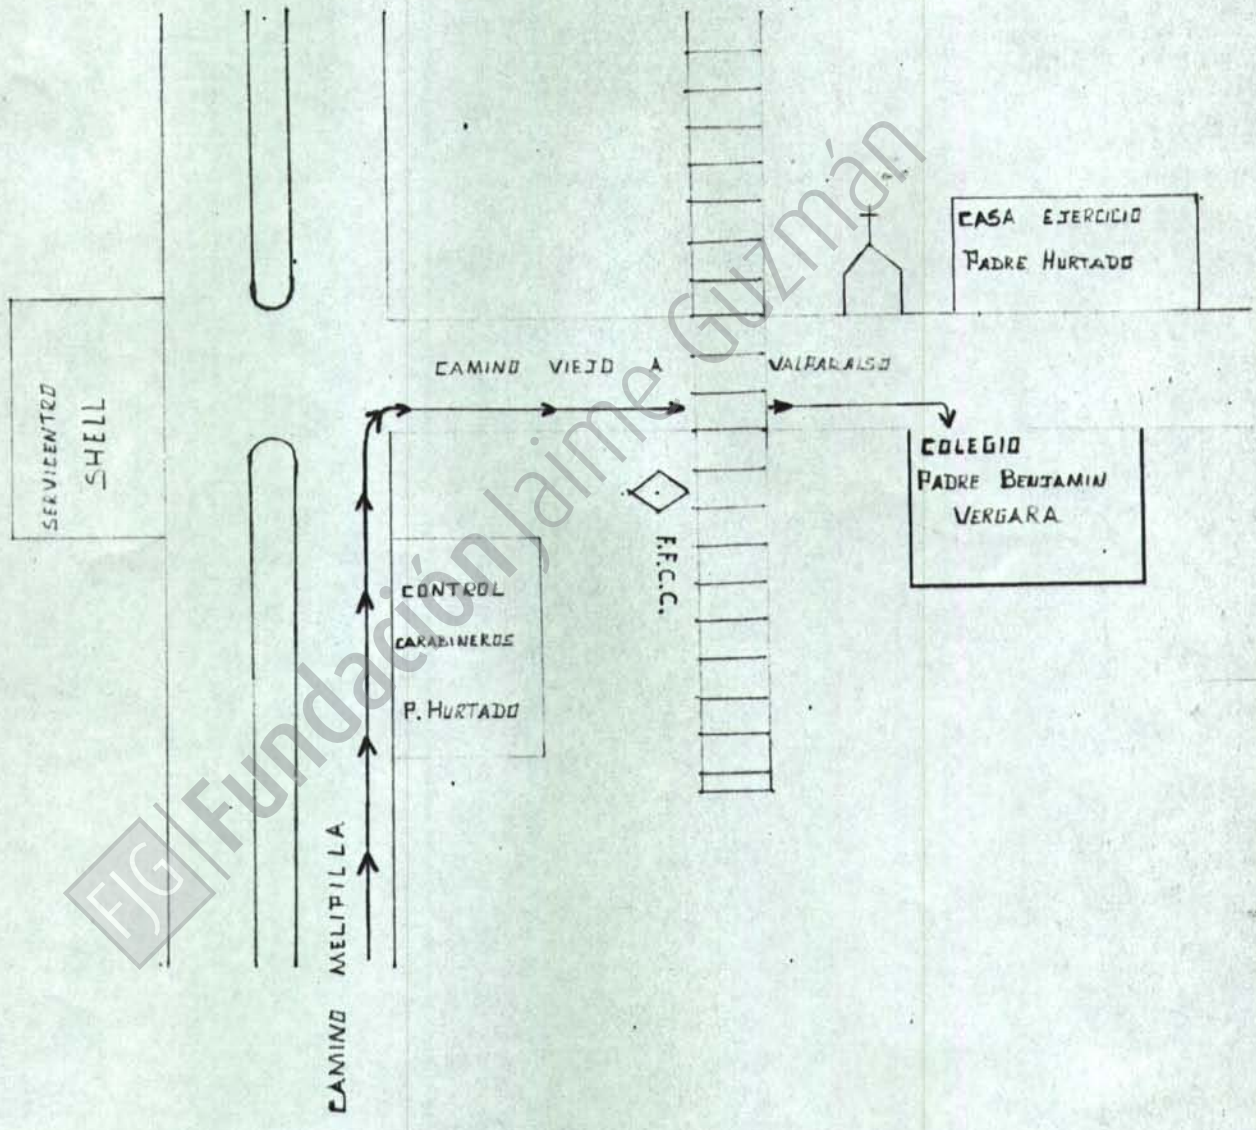 CASA EJERCICIO
PADRE HURTADO
CAMINO VIEJO A VALPARAISO
SERVICENTRO
SHELL
COLEGIO
PADRE BENJAMIN
VERGARA
F.F.C.C.
CONTROL
CARABINEROS
P. HURTADO
CAMINO MELIPILLA
FJG Fundación Jaime Guzmán